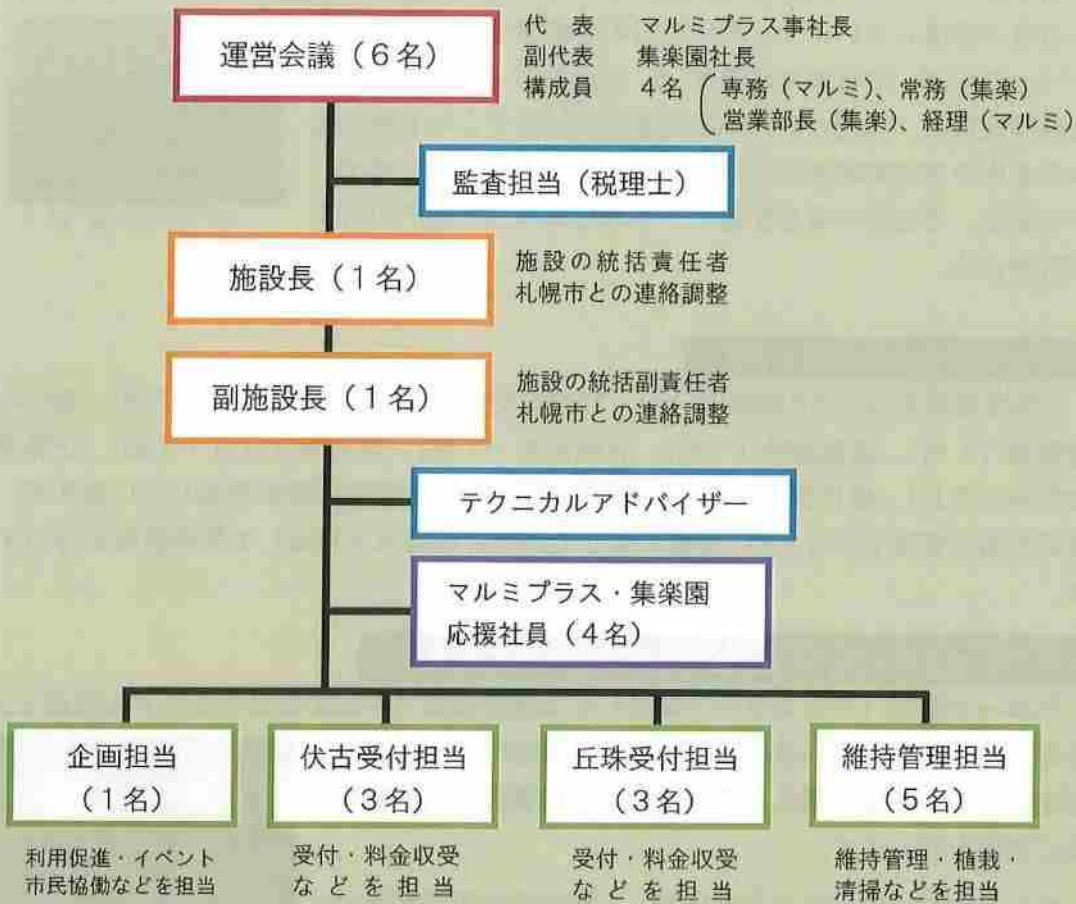 運営会議（6名）
代　表　マルミプラス事社長
副代表　集楽園社長
構成員　4名
専務（マルミ）、常務（集楽）
営業部長（集楽）、経理（マルミ）
監査担当（税理士）
施設長（1名）
施設の統括責任者
札幌市との連絡調整
副施設長（1名）
施設の統括副責任者
札幌市との連絡調整
テクニカルアドバイザー
マルミプラス・集楽園
応援社員（4名）
企画担当
（1名）
利用促進・イベント
市民協働などを担当
伏古受付担当
（3名）
受付・料金収受
などを担当
丘珠受付担当
（3名）
受付・料金収受
などを担当
維持管理担当
（5名）
維持管理・植栽・
清掃などを担当